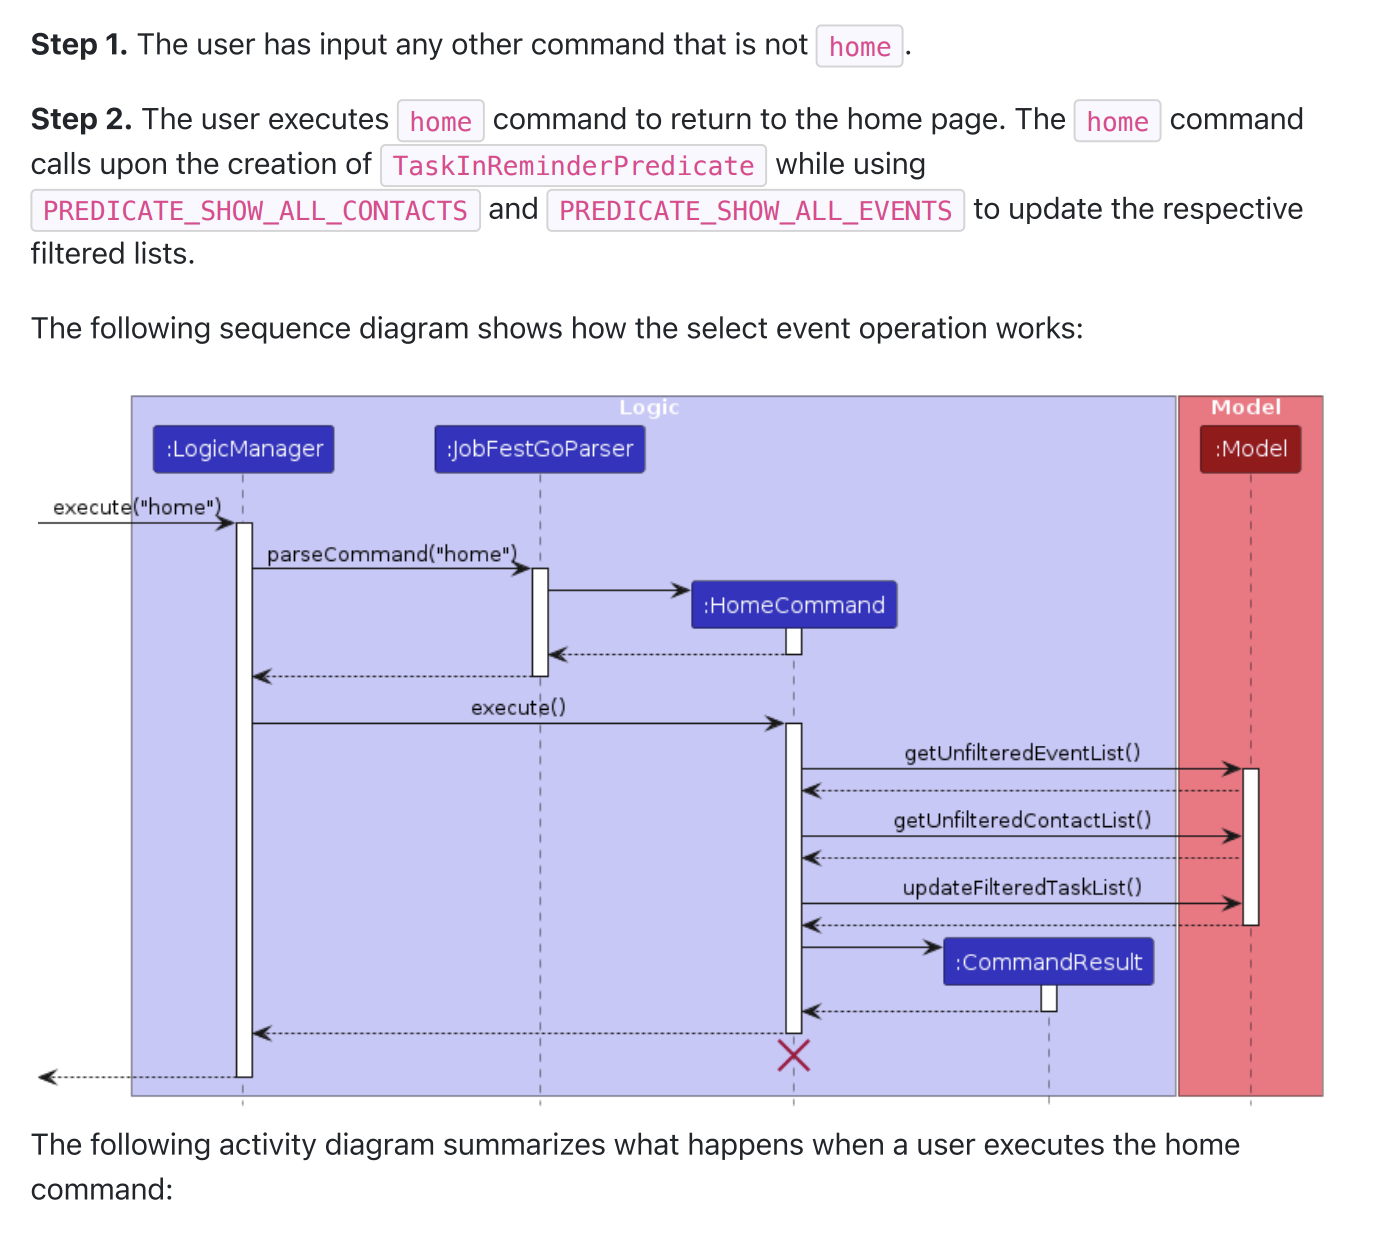 Step 1. The user has input any other command that is not home .
Step 2. The user executes home command to return to the home page. The home command
calls upon the creation of TaskInReminderPredicate while using
PREDICATE_SHOW_ALL_CONTACTS and PREDICATE_SHOW_ALL_EVENTS to update the respective
filtered lists.
The following sequence diagram shows how the select event operation works:
Logic
Model
:LogicManager
:JobFestGoParser
:Model
execute("home")
parseCommand("home")
:HomeCommand
execute()
getUnfilteredEventList()
getUnfilteredContactList()
updateFilteredTaskList()
:CommandResult
The following activity diagram summarizes what happens when a user executes the home
command: